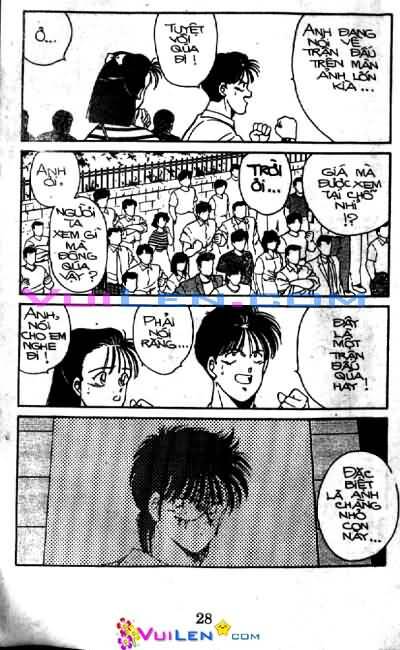 ANH ĐANG
NÓI VỀ
TRẬN ĐẤU
TRÊN MÀN
ẢNH LỚN
KÌA...
TUYỆT
VỜI
QUÁ
ĐI !
Ồ...
GIÁ MÀ
ĐƯỢC XEM
TẠI CHỖ
NHỈ
!?
TRỜI
ƠI...
ANH
ƠI,
NGƯỜI
TA
XEM GÌ
MÀ
ĐÔNG
QUÁ
VẬY ?
VUILEN.COM
ĐÂY
LÀ
MỘT
TRẬN
ĐẤU
QUÁ
HAY !
PHẢI
NÓI
RẰNG...
ANH,
NÓI
CHO EM
NGHE
ĐI !
ĐẶC
BIỆT
LÀ ANH
CHÀNG
NHỎ
CON
NÀY...
28
VUILEN.COM